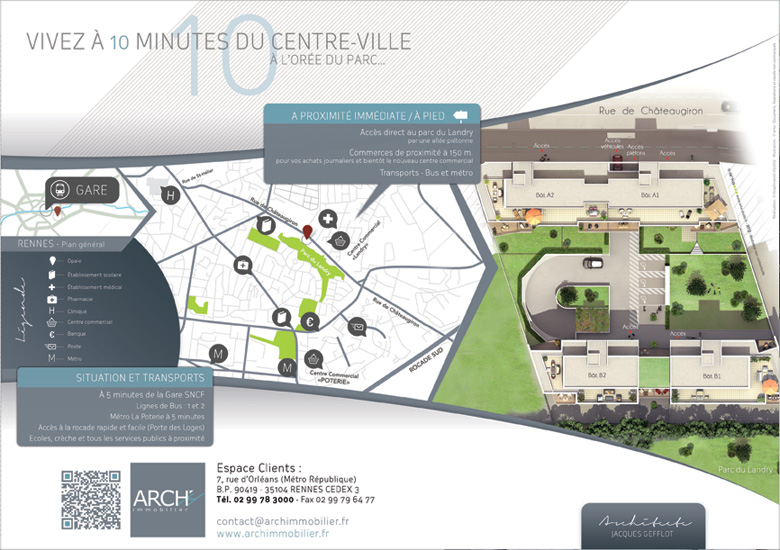 VIVEZ À 10 MINUTES DU CENTRE-VILLE
10
À L'ORÉE DU PARC...
A PROXIMITÉ IMMÉDIATE / À PIED
Accès direct au parc du Landry
par une allée piétonne
Commerces de proximité à 150 m.
pour vos achats journaliers et bientôt le nouveau centre commercial
Transports - Bus et métro
GARE
RENNES - Plan général
Légende
Opale
Établissement scolaire
Établissement médical
Pharmacie
H Clinique
Centre commercial
€ Banque
Poste
M Métro
H
Rue de Châteaugiron
Centre Commercial
«Landry»
Parc du Landry
Rue de Châteaugiron
€
M
M
Centre Commercial
«POTERIE»
ROCADE SUD
Rue de Châteaugiron
Accès
Accès
véhicules
Accès
piétons
Accès
Bât. A2
Bât. A1
Accès
Accès
Bât. B2
Bât. B1
Parc du Landry
SITUATION ET TRANSPORTS
À 5 minutes de la Gare SNCF
Lignes de Bus : 1 et 2
Métro La Poterie à 5 minutes
Accès à la rocade rapide et facile (Porte des Loges)
Ecoles, crèche et tous les services publics à proximité
ARCH'
immobilier
Espace Clients :
7, rue d'Orléans (Métro République)
B.P. 90419 - 35104 RENNES CEDEX 3
Tél. 02 99 78 3000 - Fax 02 99 79 64 77
contact@archimmobilier.fr
www.archimmobilier.fr
Architecte
JACQUES GEFFLOT